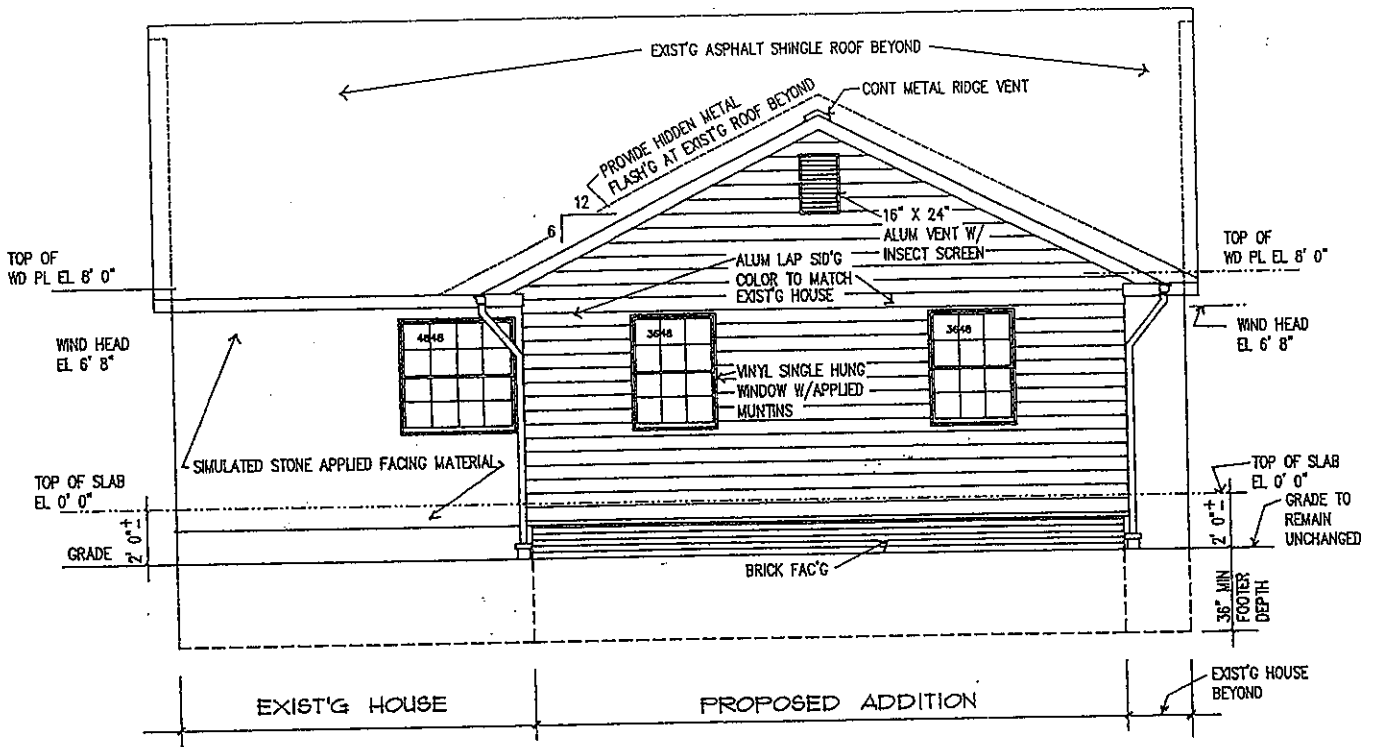 EXIST'G ASPHALT SHINGLE ROOF BEYOND
CONT METAL RIDGE VENT
PROVIDE HIDDEN METAL
FLASH'G AT EXIST'G ROOF BEYOND
12
6
16" X 24"
ALUM VENT W/
INSECT SCREEN
TOP OF
WD PL EL 8' 0"
TOP OF
WD PL EL 8' 0"
ALUM LAP SID'G
COLOR TO MATCH
EXIST'G HOUSE
WIND HEAD
EL 6' 8"
WIND HEAD
EL 6' 8"
4848
3648
3648
VINYL SINGLE HUNG
WINDOW W/APPLIED
MUNTINS
SIMULATED STONE APPLIED FACING MATERIAL
TOP OF SLAB
EL 0' 0"
TOP OF SLAB
EL 0' 0"
2' 0"+-
GRADE
2' 0"+-
GRADE TO
REMAIN
UNCHANGED
BRICK FAC'G
36" MIN
FOOTER
DEPTH
EXIST'G HOUSE
PROPOSED ADDITION
EXIST'G HOUSE
BEYOND